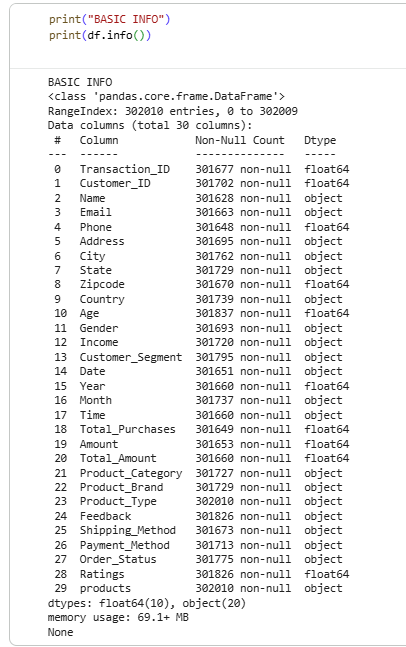 print("BASIC INFO")
print(df.info())
BASIC INFO
<class 'pandas.core.frame.DataFrame'>
RangeIndex: 302010 entries, 0 to 302009
Data columns (total 30 columns):
 #   Column            Non-Null Count   Dtype
---  ------            --------------   -----
 0   Transaction_ID    301677 non-null  float64
 1   Customer_ID       301702 non-null  float64
 2   Name              301628 non-null  object
 3   Email             301663 non-null  object
 4   Phone             301648 non-null  float64
 5   Address           301695 non-null  object
 6   City              301762 non-null  object
 7   State             301729 non-null  object
 8   Zipcode           301670 non-null  float64
 9   Country           301739 non-null  object
 10  Age               301837 non-null  float64
 11  Gender            301693 non-null  object
 12  Income            301720 non-null  object
 13  Customer_Segment  301795 non-null  object
 14  Date              301651 non-null  object
 15  Year              301660 non-null  float64
 16  Month             301737 non-null  object
 17  Time              301660 non-null  object
 18  Total_Purchases   301649 non-null  float64
 19  Amount            301653 non-null  float64
 20  Total_Amount      301660 non-null  float64
 21  Product_Category  301727 non-null  object
 22  Product_Brand     301729 non-null  object
 23  Product_Type      302010 non-null  object
 24  Feedback          301826 non-null  object
 25  Shipping_Method   301673 non-null  object
 26  Payment_Method    301713 non-null  object
 27  Order_Status      301775 non-null  object
 28  Ratings           301826 non-null  float64
 29  products          302010 non-null  object
dtypes: float64(10), object(20)
memory usage: 69.1+ MB
None